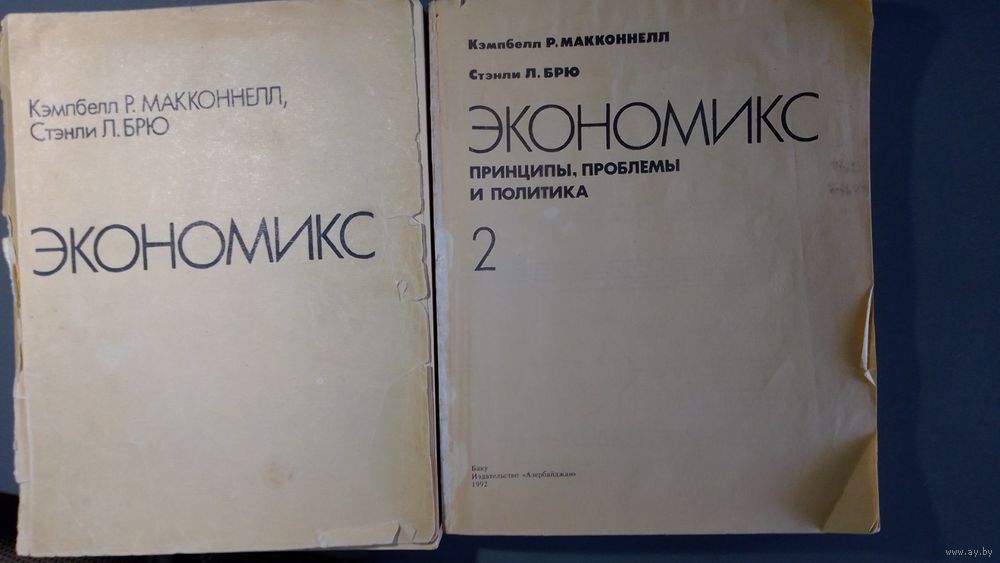 Кэмпбелл Р. МАККОННЕЛЛ,
Стэнли Л. БРЮ
ЭКОНОМИКС
Кэмпбелл Р. МАККОННЕЛЛ
Стэнли Л. БРЮ
ЭКОНОМИКС
ПРИНЦИПЫ, ПРОБЛЕМЫ
И ПОЛИТИКА
2
Баку
Издательство «Азербайджан»
1992
www.ay.by